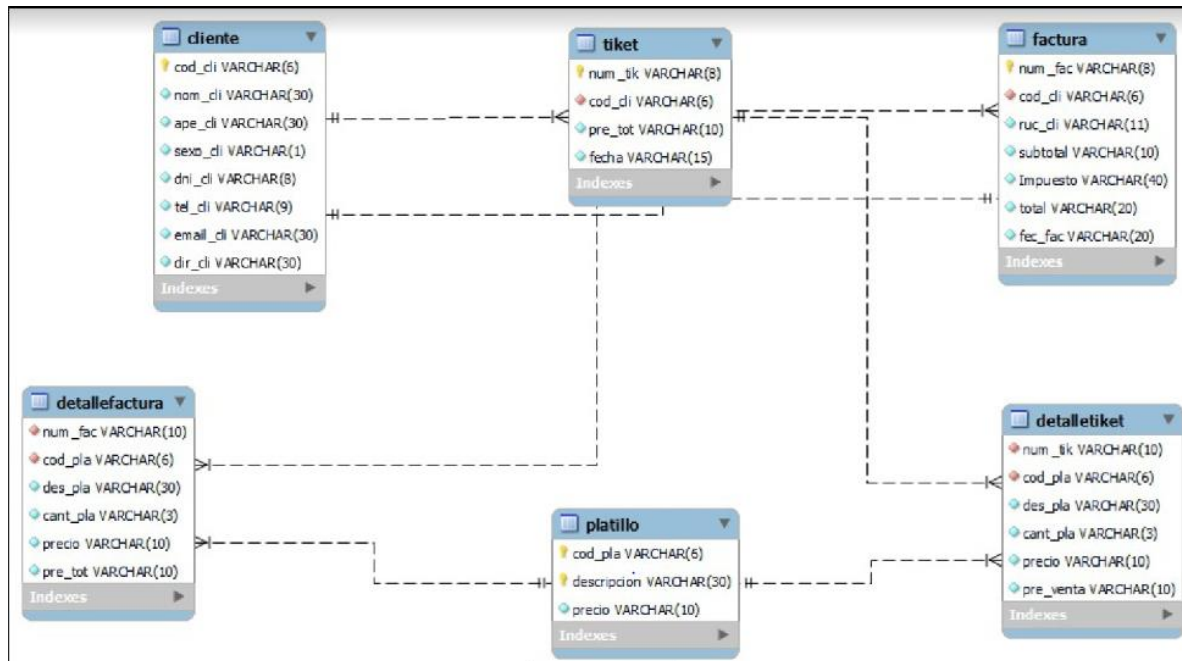 cliente
cod_cli VARCHAR(6)
nom_cli VARCHAR(30)
ape_cli VARCHAR(30)
sexo_cli VARCHAR(1)
dni_cli VARCHAR(8)
tel_cli VARCHAR(9)
email_cli VARCHAR(30)
dir_cli VARCHAR(30)
Indexes
tiket
num_tik VARCHAR(8)
cod_cli VARCHAR(6)
pre_tot VARCHAR(10)
fecha VARCHAR(15)
Indexes
factura
num_fac VARCHAR(8)
cod_cli VARCHAR(6)
ruc_cli VARCHAR(11)
subtotal VARCHAR(10)
Impuesto VARCHAR(40)
total VARCHAR(20)
fec_fac VARCHAR(20)
Indexes
detallefactura
num_fac VARCHAR(10)
cod_pla VARCHAR(6)
des_pla VARCHAR(30)
cant_pla VARCHAR(3)
precio VARCHAR(10)
pre_tot VARCHAR(10)
Indexes
platillo
cod_pla VARCHAR(6)
descripcion VARCHAR(30)
precio VARCHAR(10)
Indexes
detalletiket
num_tik VARCHAR(10)
cod_pla VARCHAR(6)
des_pla VARCHAR(30)
cant_pla VARCHAR(3)
precio VARCHAR(10)
pre_venta VARCHAR(10)
Indexes